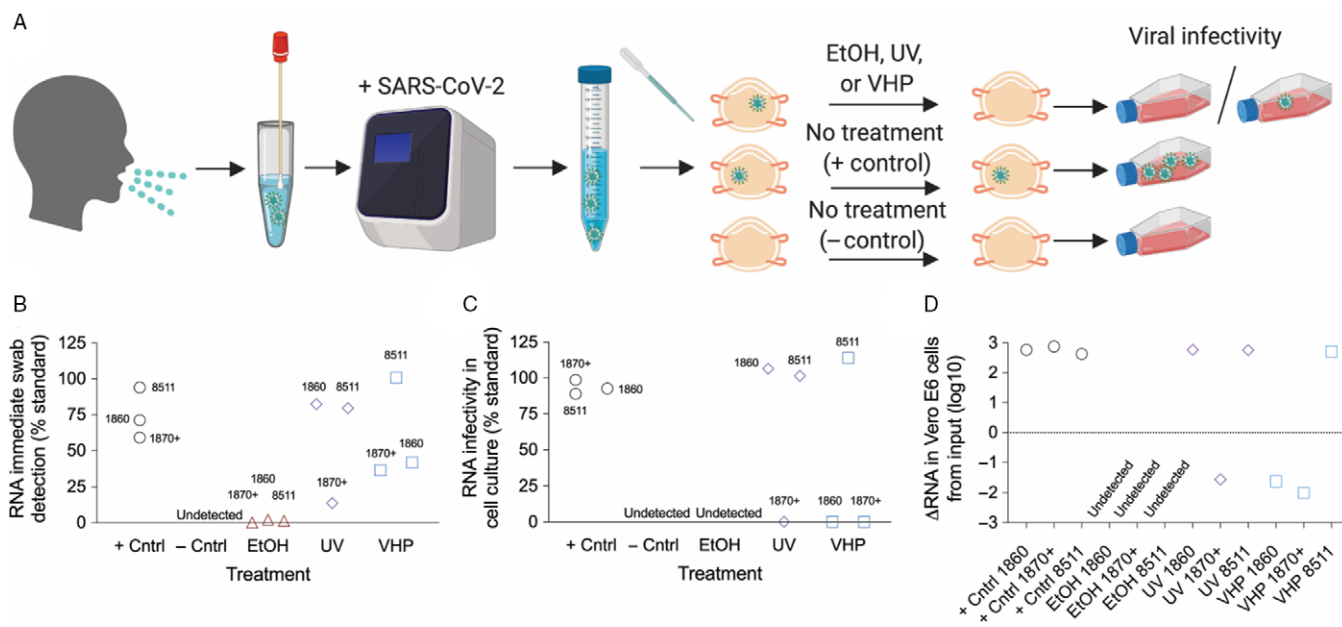 A
+ SARS-CoV-2
EtOH, UV,
or VHP
No treatment
(+ control)
No treatment
(– control)
Viral infectivity
B
RNA immediate swab
detection (% standard)
125
100
75
50
25
0
8511
1860
1870+
Undetected
1870+
1860
8511
1860
8511
1870+
8511
1870+
1860
+ Cntrl
– Cntrl
EtOH
UV
VHP
Treatment
C
RNA infectivity in
cell culture (% standard)
125
100
75
50
25
0
1870+
8511
1860
Undetected
Undetected
1860
8511
1870+
8511
1860
1870+
+ Cntrl
– Cntrl
EtOH
UV
VHP
Treatment
D
ΔRNA in Vero E6 cells
from input (log10)
3
2
1
0
–1
–2
–3
Undetected
Undetected
Undetected
+ Cntrl 1860
+ Cntrl 1870+
+ Cntrl 8511
EtOH 1860
EtOH 1870+
EtOH 8511
UV 1860
UV 1870+
UV 8511
VHP 1860
VHP 1870+
VHP 8511